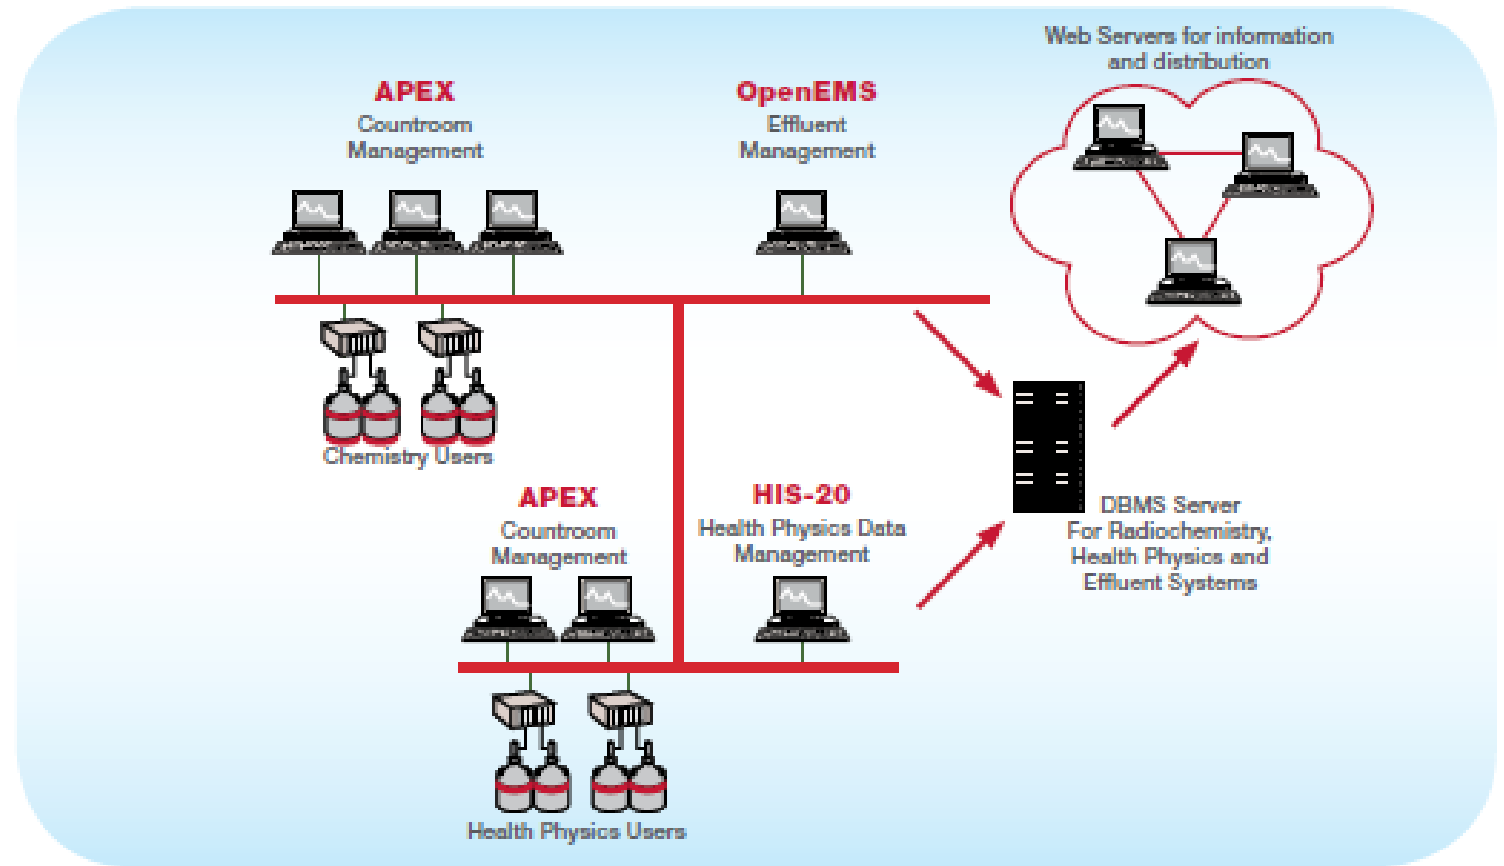 Web Servers for information
and distribution
APEX
Countroom
Management
OpenEMS
Effluent
Management
Chemistry Users
APEX
Countroom
Management
HIS-20
Health Physics Data
Management
DBMS Server
For Radiochemistry,
Health Physics and
Effluent Systems
Health Physics Users